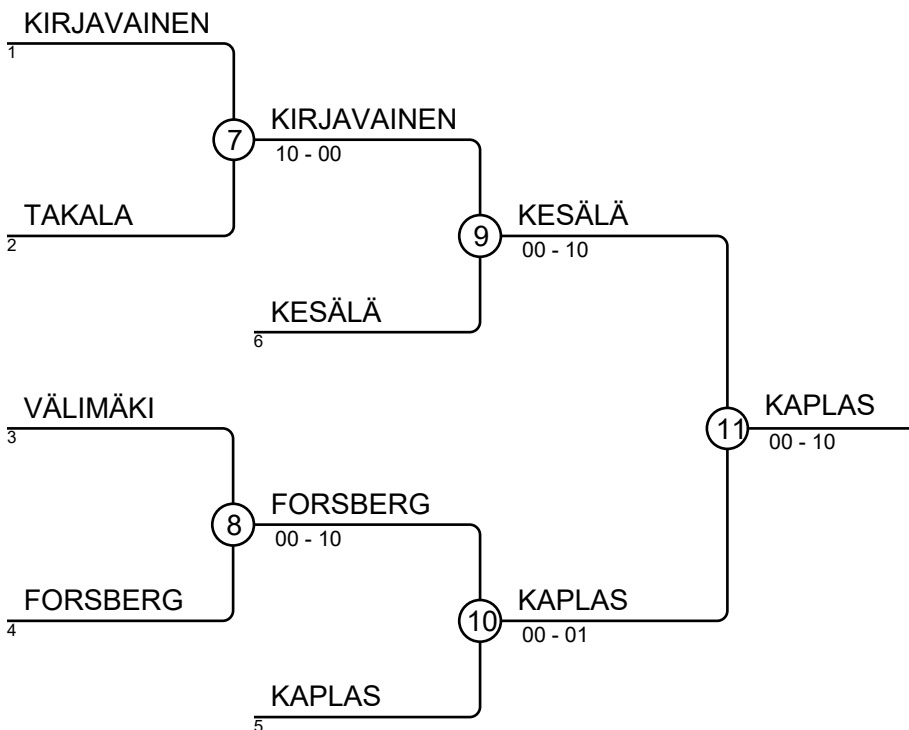 KIRJAVAINEN
1
7
KIRJAVAINEN
10 - 00
TAKALA
2
9
KESÄLÄ
00 - 10
KESÄLÄ
6
VÄLIMÄKI
3
11
KAPLAS
00 - 10
8
FORSBERG
00 - 10
FORSBERG
4
10
KAPLAS
00 - 01
KAPLAS
5